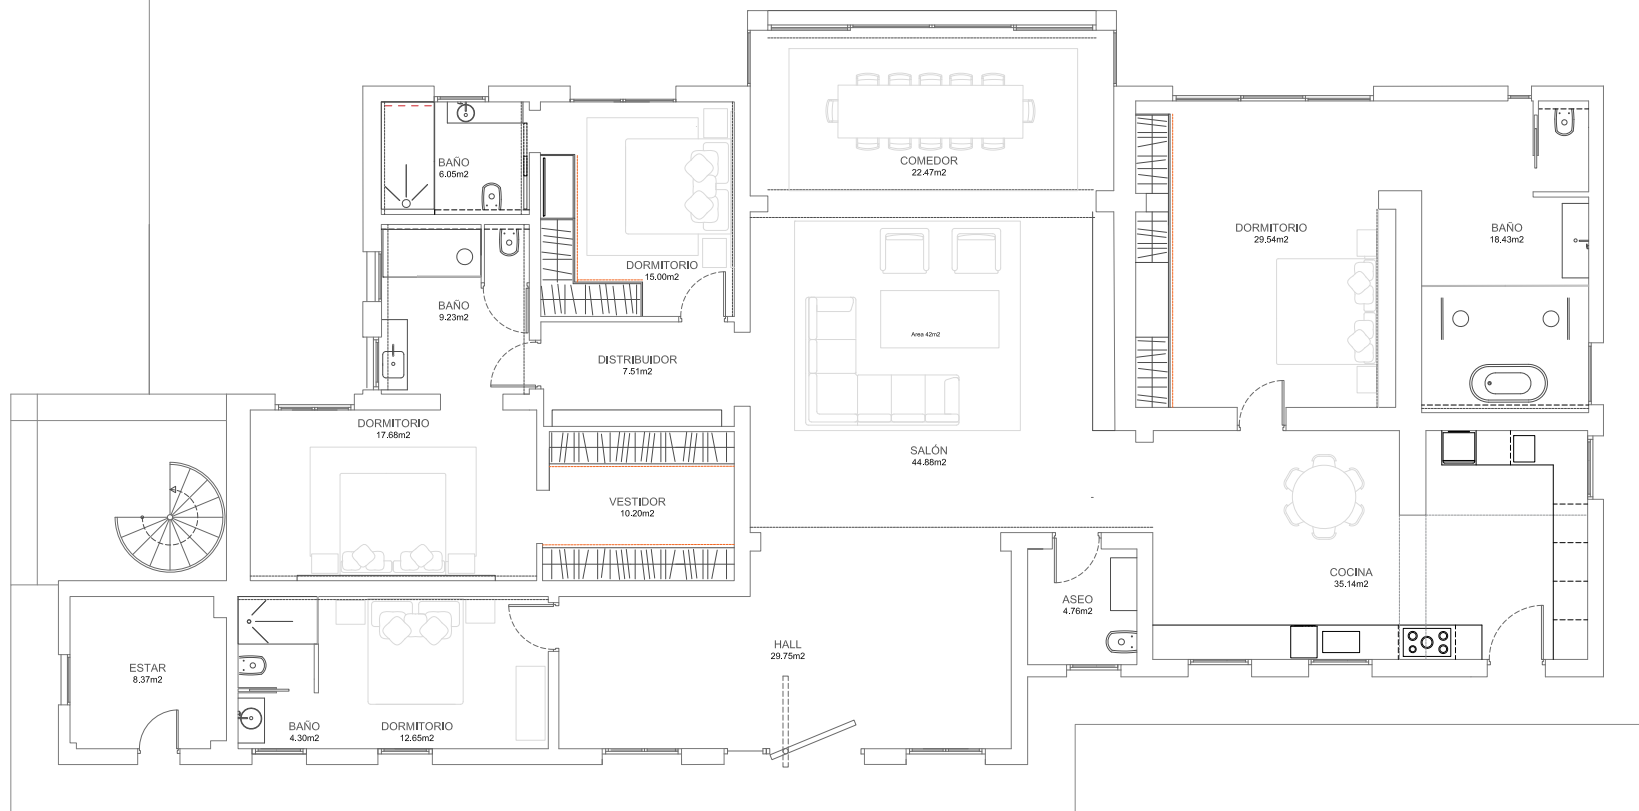 COMEDOR
22.47m2
BAÑO
6.05m2
DORMITORIO
15.00m2
DORMITORIO
29.54m2
BAÑO
18.43m2
BAÑO
9.23m2
Area 42m2
DISTRIBUIDOR
7.51m2
DORMITORIO
17.68m2
SALÓN
44.88m2
VESTIDOR
10.20m2
COCINA
35.14m2
ASEO
4.76m2
HALL
29.75m2
ESTAR
8.37m2
BAÑO
4.30m2
DORMITORIO
12.65m2